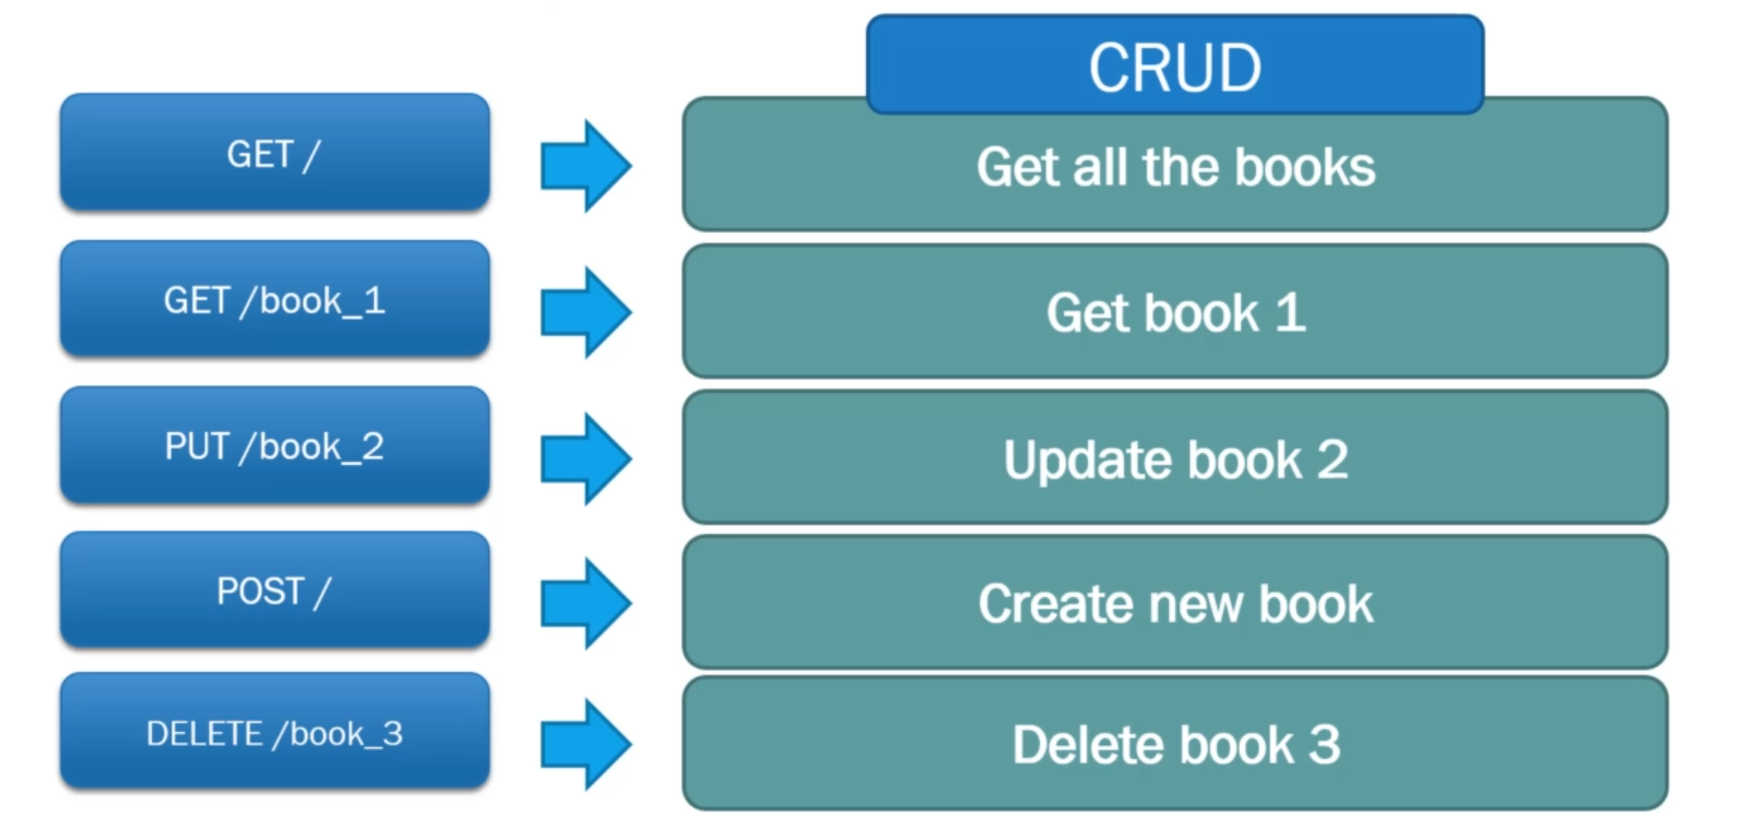 CRUD
GET /
Get all the books
GET /book_1
Get book 1
PUT /book_2
Update book 2
POST /
Create new book
DELETE /book_3
Delete book 3